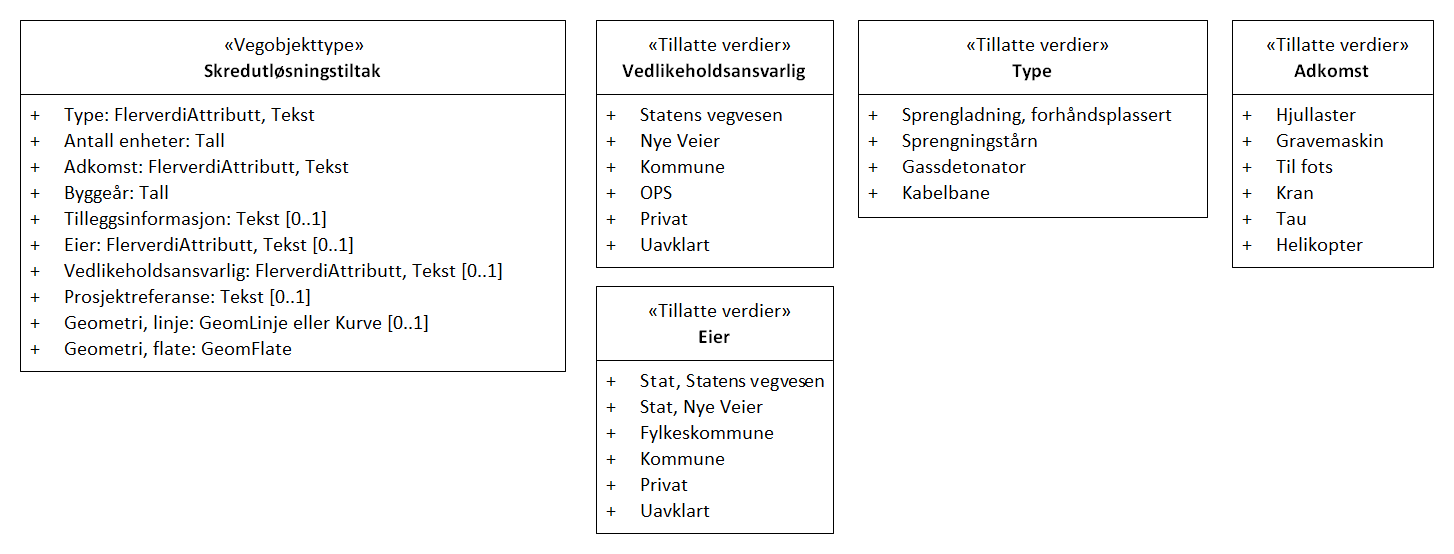 «Vegobjekttype»
Skredutløsningstiltak
+ Type: FlerverdiAttributt, Tekst
+ Antall enheter: Tall
+ Adkomst: FlerverdiAttributt, Tekst
+ Byggeår: Tall
+ Tilleggsinformasjon: Tekst [0..1]
+ Eier: FlerverdiAttributt, Tekst [0..1]
+ Vedlikeholdsansvarlig: FlerverdiAttributt, Tekst [0..1]
+ Prosjektreferanse: Tekst [0..1]
+ Geometri, linje: GeomLinje eller Kurve [0..1]
+ Geometri, flate: GeomFlate
«Tillatte verdier»
Vedlikeholdsansvarlig
+ Statens vegvesen
+ Nye Veier
+ Kommune
+ OPS
+ Privat
+ Uavklart
«Tillatte verdier»
Eier
+ Stat, Statens vegvesen
+ Stat, Nye Veier
+ Fylkeskommune
+ Kommune
+ Privat
+ Uavklart
«Tillatte verdier»
Type
+ Sprengladning, forhåndsplassert
+ Sprengningstårn
+ Gassdetonator
+ Kabelbane
«Tillatte verdier»
Adkomst
+ Hjullaster
+ Gravemaskin
+ Til fots
+ Kran
+ Tau
+ Helikopter